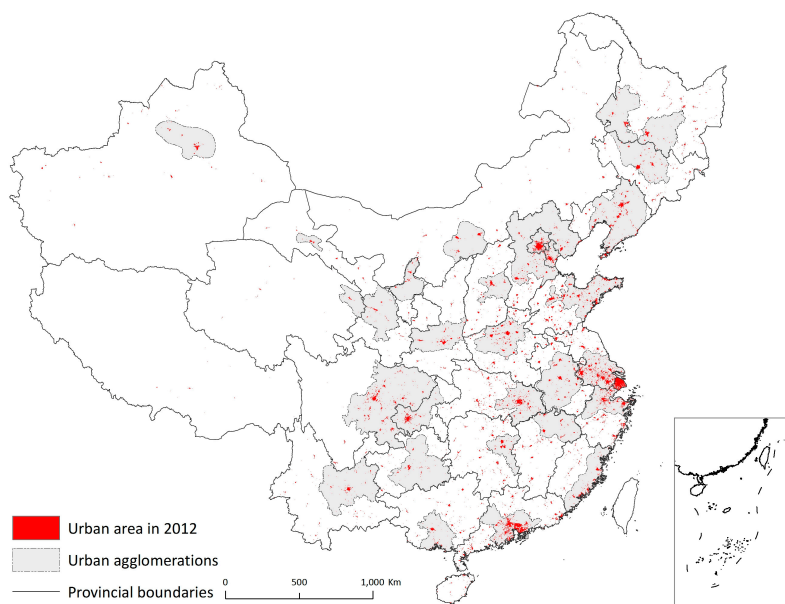 Urban area in 2012
Urban agglomerations
Provincial boundaries
0 500 1,000 Km